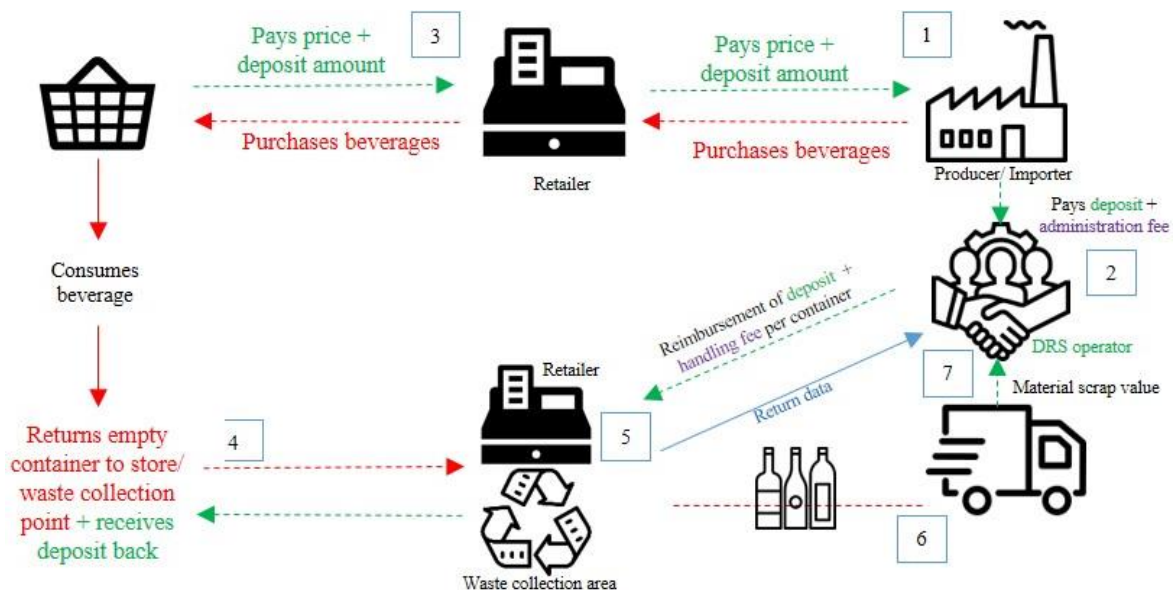 Pays price +
deposit amount
3
Pays price +
deposit amount
1
Purchases beverages
Purchases beverages
Retailer
Producer/ Importer
Pays deposit +
administration fee
2
Consumes
beverage
Reimbursement of deposit +
handling fee per container
DRS operator
7
Retailer
Material scrap value
5
Return data
4
Returns empty
container to store/
waste collection
point + receives
deposit back
6
Waste collection area